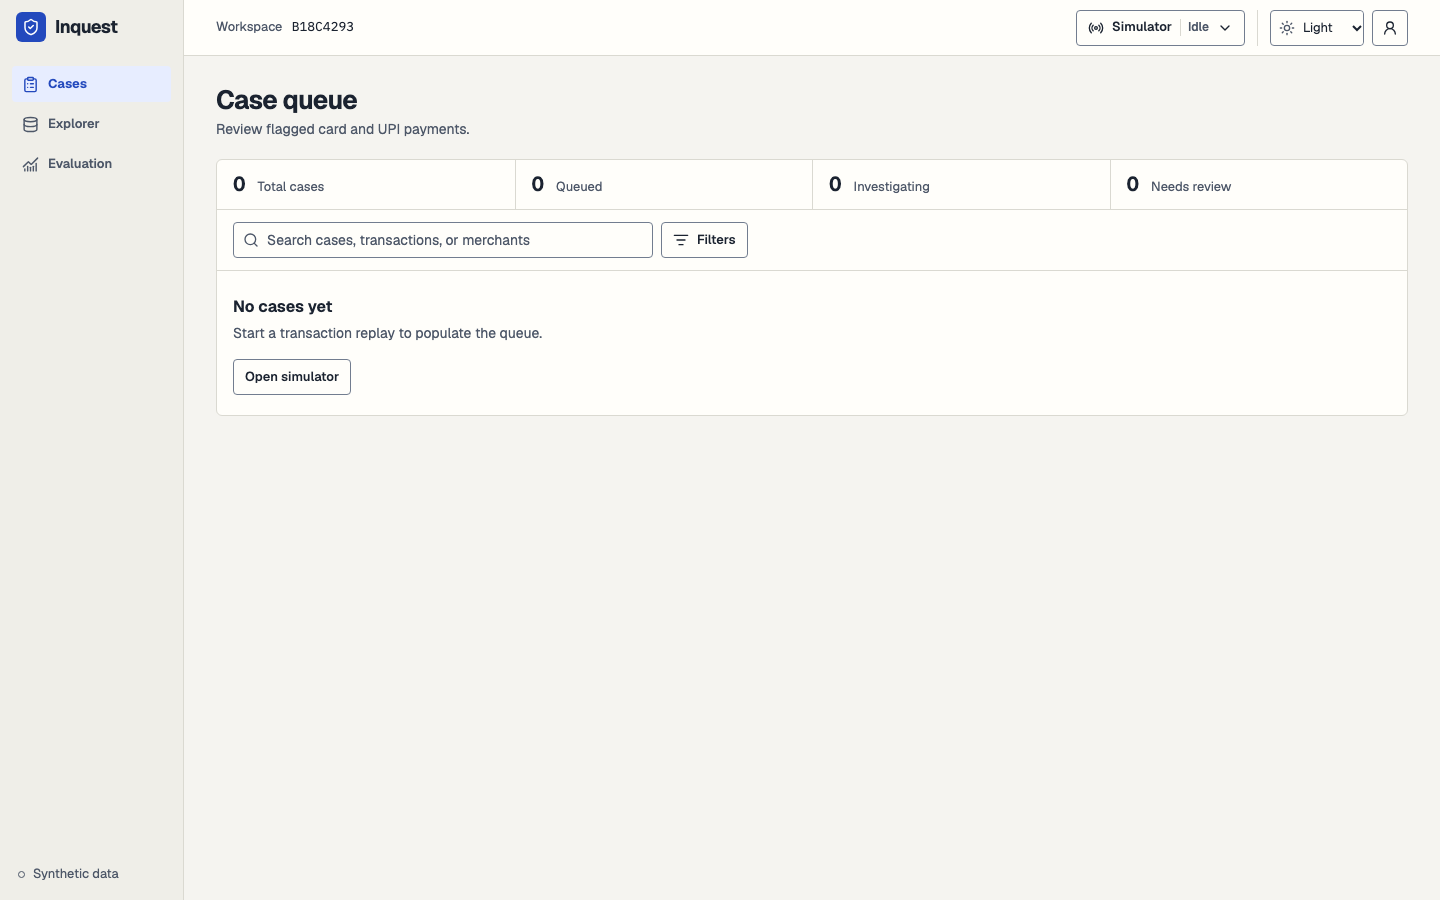 Inquest
Cases
Explorer
Evaluation
Synthetic data
Workspace B18C4293
Simulator Idle
Light
Case queue
Review flagged card and UPI payments.
0 Total cases
0 Queued
0 Investigating
0 Needs review
Search cases, transactions, or merchants
Filters
No cases yet
Start a transaction replay to populate the queue.
Open simulator